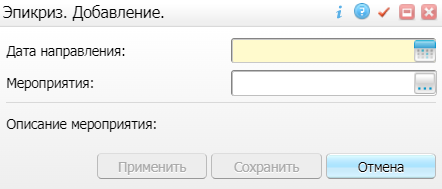 Эпикриз. Добавление.
Дата направления:
Мероприятия:
Описание мероприятия:
Применить Сохранить Отмена